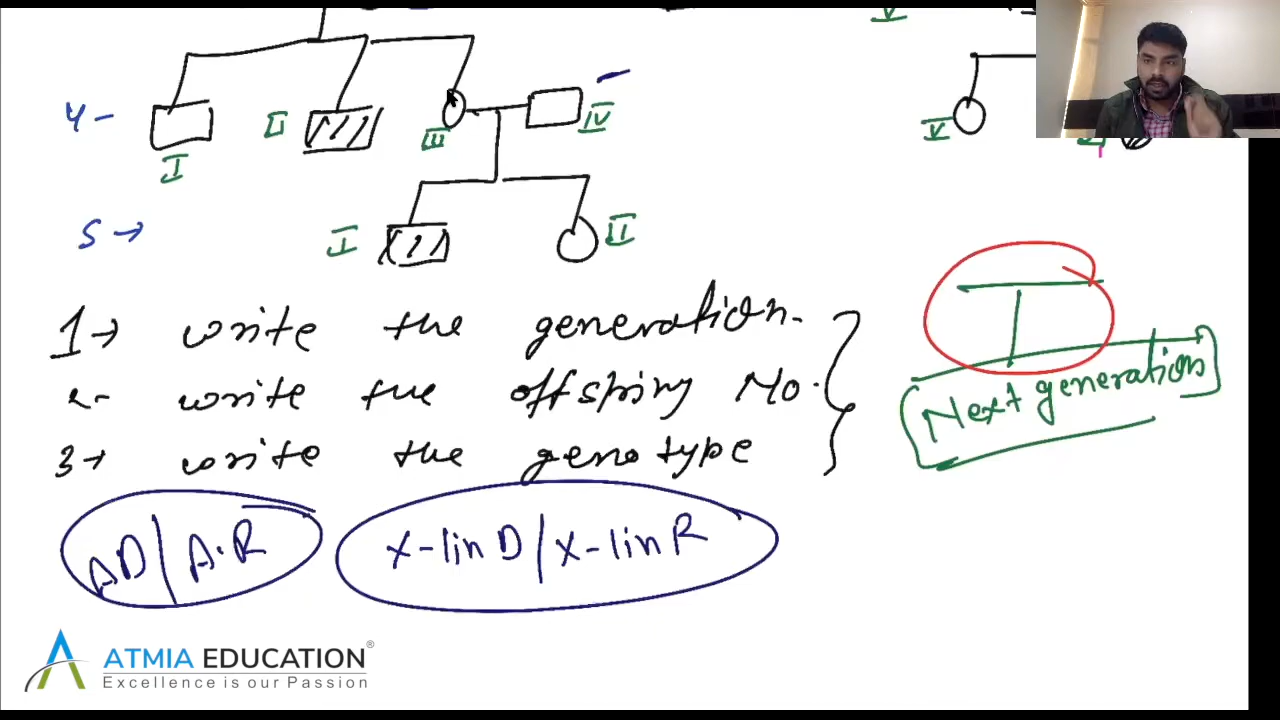 V
4 -
I
II
III
IV
V
5 →
I
II
1→ write the generation.
2- write the offspring No.
3→ write the genotype
Next generation
AD | A.R
X-lin D | X-lin R
ATMIA EDUCATION®
Excellence is our Passion